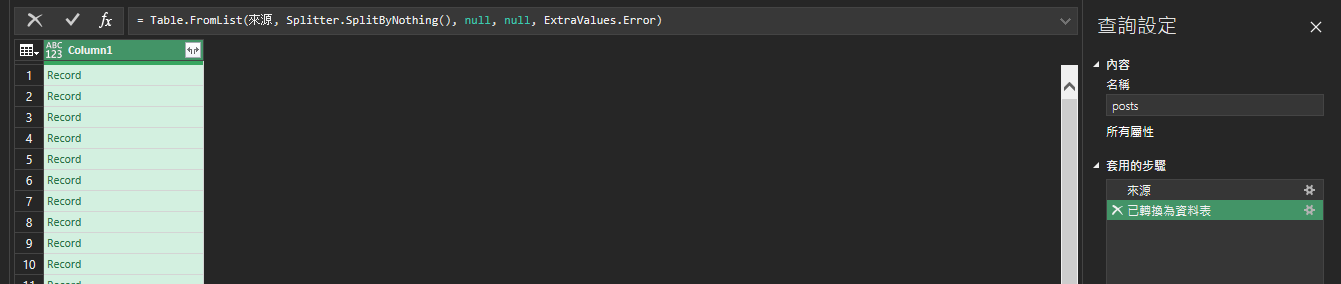 = Table.FromList(來源, Splitter.SplitByNothing(), null, null, ExtraValues.Error)
ABC
123
Column1
1 Record
2 Record
3 Record
4 Record
5 Record
6 Record
7 Record
8 Record
9 Record
10 Record
查詢設定
內容
名稱
posts
所有屬性
套用的步驟
來源
已轉換為資料表